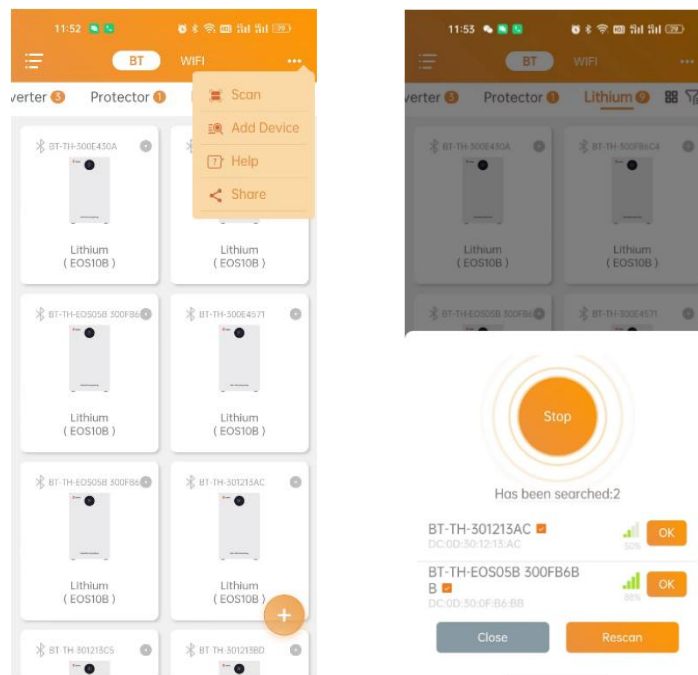 11:52
BT
WIFI
verter 3
Protector 1
Scan
Add Device
Help
Share
BT-TH-300E430A
Lithium
( EOS10B )
Lithium
( EOS10B )
BT-TH-EOS05B 300FB6
BT-TH-300E4571
Lithium
( EOS10B )
Lithium
( EOS10B )
BT-TH-EOS05B 300FB6
BT-TH-301213AC
Lithium
( EOS10B )
Lithium
( EOS10B )
BT-TH-301213C5
BT-TH-301213BD
+
11:53
BT
WIFI
verter 3
Protector 1
Lithium 9
BT-TH-300E430A
BT-TH-300FB6C4
Lithium
( EOS10B )
Lithium
( EOS10B )
BT-TH-EOS05B 300FB6
BT-TH-300E4571
Stop
Has been searched:2
BT-TH-301213AC
DC:0D:30:12:13:AC
50%
OK
BT-TH-EOS05B 300FB6B
B
DC:0D:30:0F:B6:BB
88%
OK
Close
Rescan